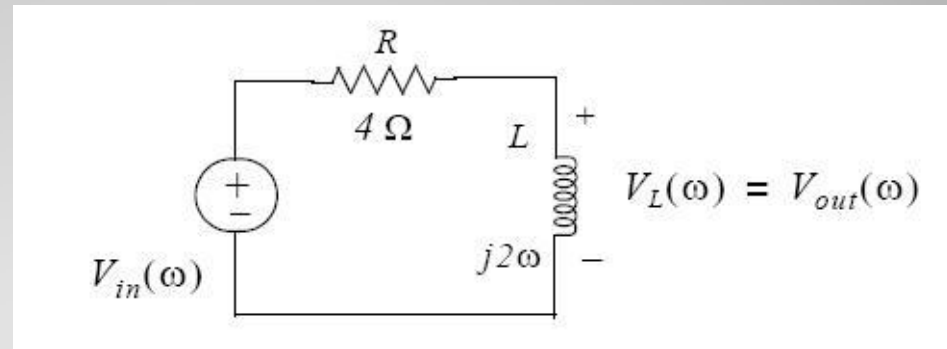 R
4 Ω
L
+
+
−
V_L(ω) = V_out(ω)
j2ω
−
V_in(ω)